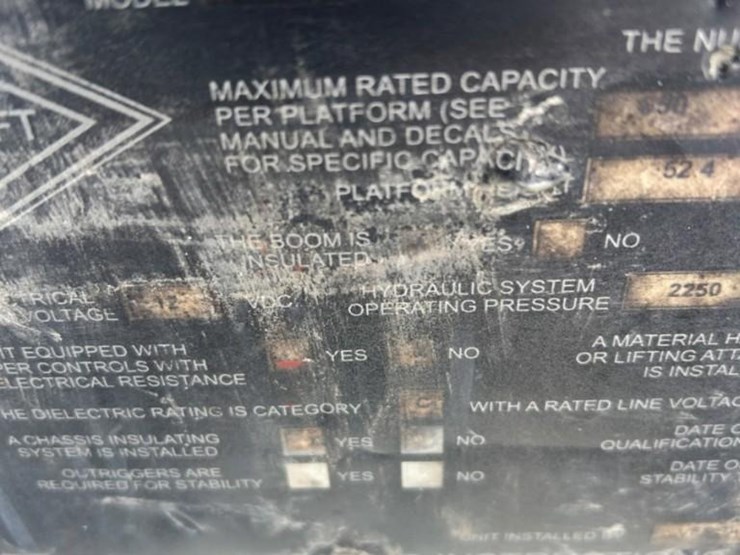 MODEL
THE NU
FT
MAXIMUM RATED CAPACITY
PER PLATFORM (SEE
MANUAL AND DECALS
FOR SPECIFIC CAPACI
52.4
THE BOOM IS
INSULATED
YES
NO
TRICAL
VOLTAGE
12
VDC
HYDRAULIC SYSTEM
OPERATING PRESSURE
2250
IT EQUIPPED WITH
PER CONTROLS WITH
ELECTRICAL RESISTANCE
YES
NO
A MATERIAL H
OR LIFTING ATT
IS INSTAL
HE DIELECTRIC RATING IS CATEGORY
C
WITH A RATED LINE VOLTAG
A CHASSIS INSULATING
SYSTEM IS INSTALLED
YES
NO
DATE O
QUALIFICATION
OUTRIGGERS ARE
REQUIRED FOR STABILITY
YES
NO
DATE O
STABILITY
UNIT INSTALLED